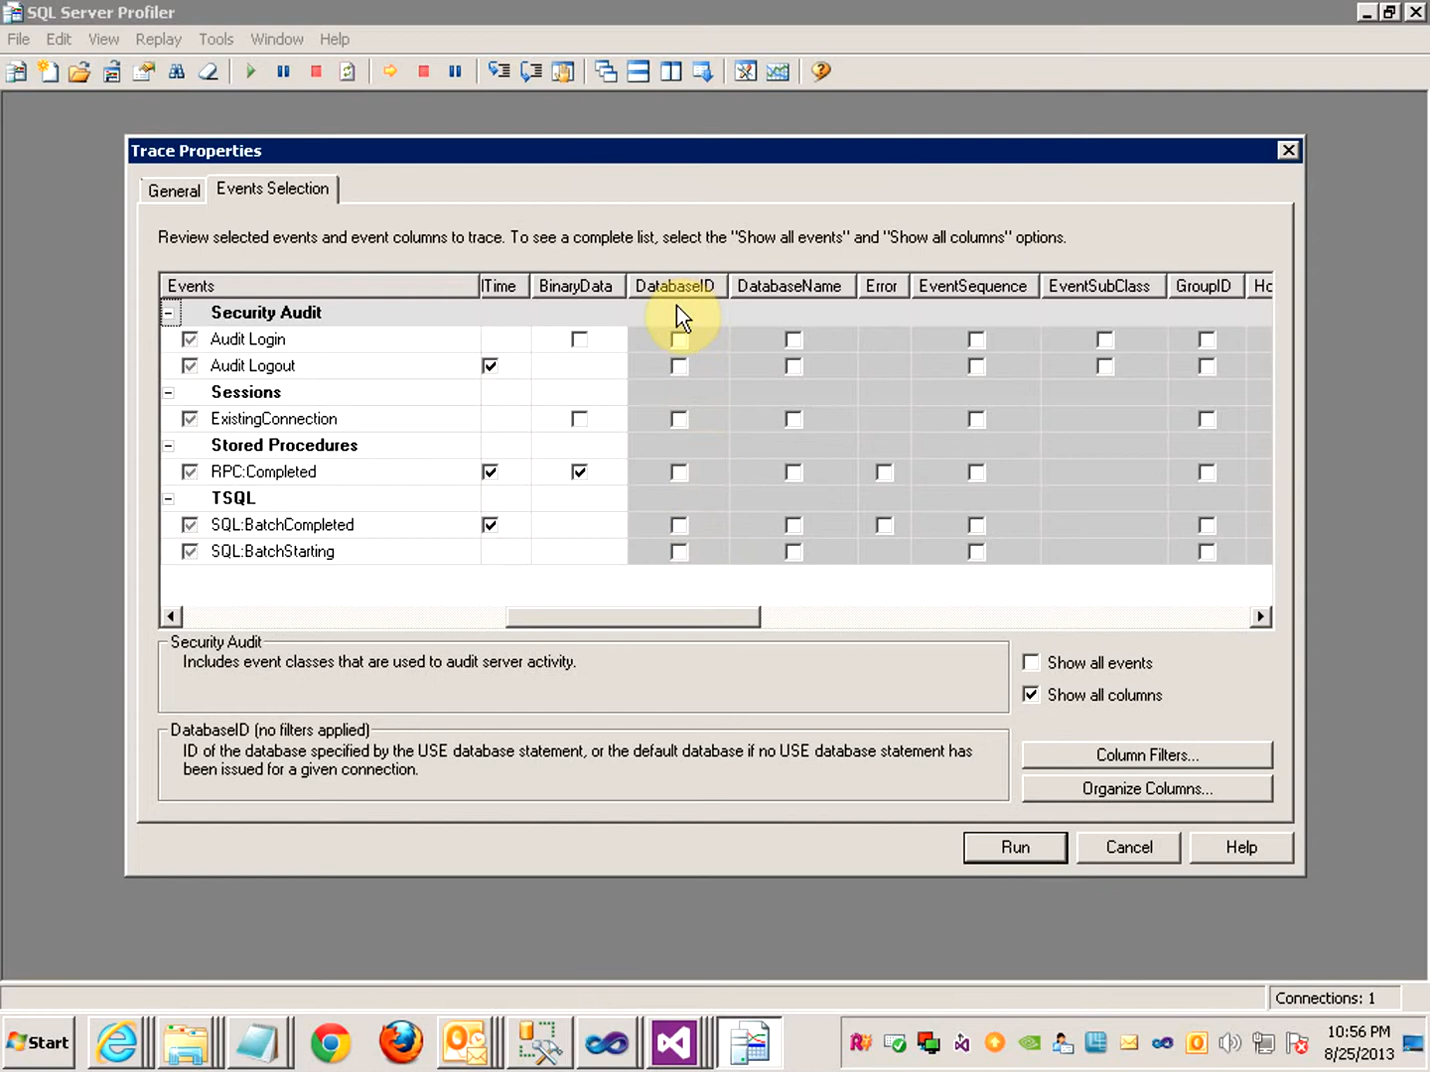 SQL Server Profiler
File Edit View Replay Tools Window Help
Trace Properties
General Events Selection
Review selected events and event columns to trace. To see a complete list, select the "Show all events" and "Show all columns" options.
Events lTime BinaryData DatabaseID DatabaseName Error EventSequence EventSubClass GroupID Ho
Security Audit
Audit Login
Audit Logout
Sessions
ExistingConnection
Stored Procedures
RPC:Completed
TSQL
SQL:BatchCompleted
SQL:BatchStarting
Security Audit
Includes event classes that are used to audit server activity.
Show all events
Show all columns
DatabaseID (no filters applied)
ID of the database specified by the USE database statement, or the default database if no USE database statement has
been issued for a given connection.
Column Filters...
Organize Columns...
Run Cancel Help
Connections: 1
Start
10:56 PM
8/25/2013